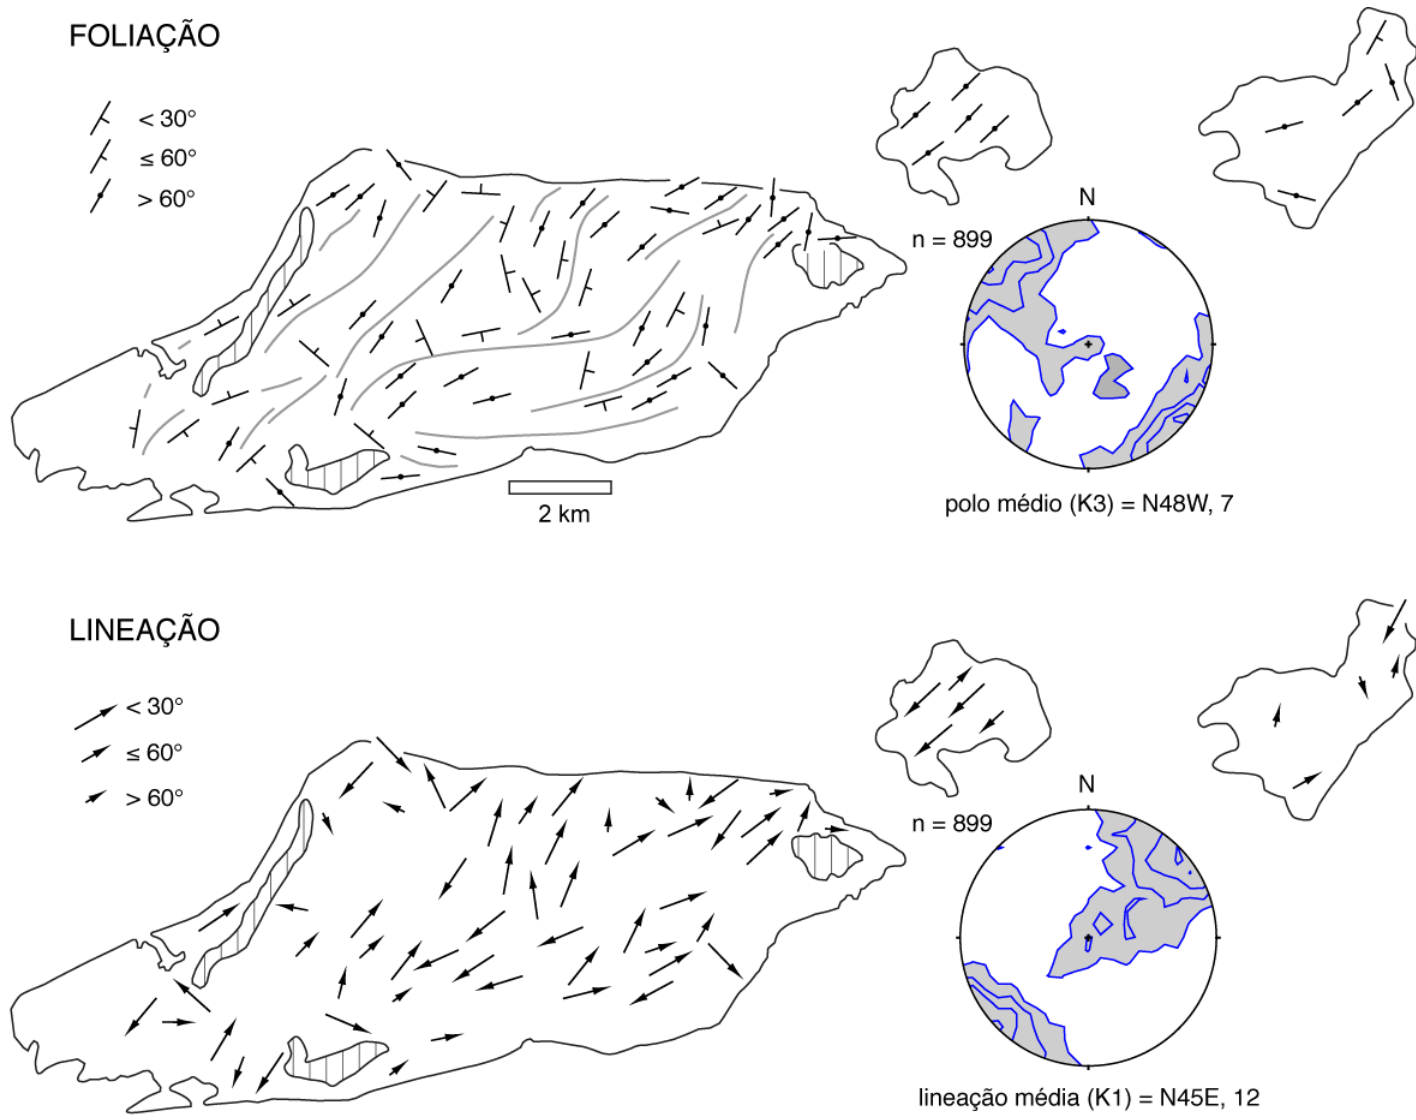 FOLIAÇÃO
< 30°
≤ 60°
> 60°
N
n = 899
2 km
polo médio (K3) = N48W, 7
LINEAÇÃO
< 30°
≤ 60°
> 60°
N
n = 899
lineação média (K1) = N45E, 12